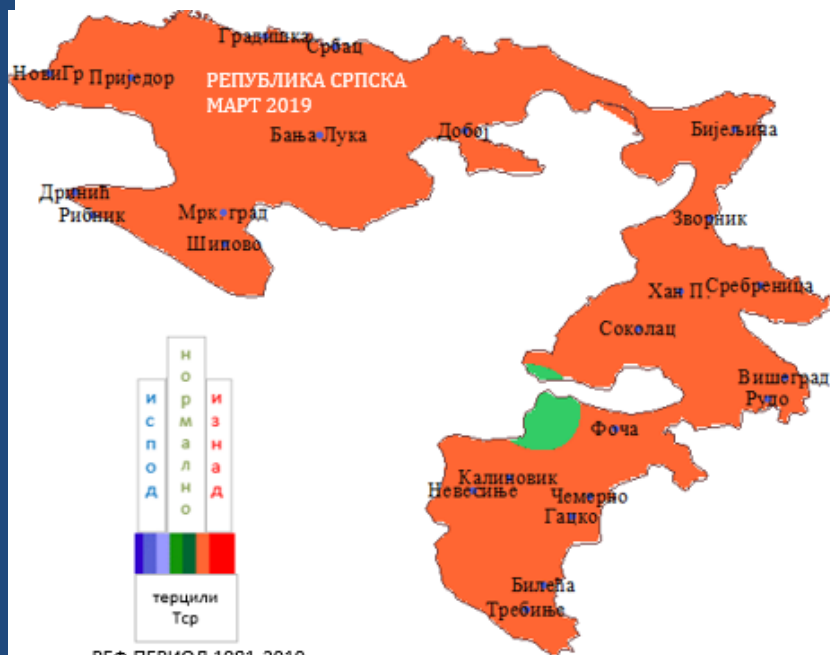 Градишка
Србац
НовиГр
Приједор
РЕПУБЛИКА СРПСКА
МАРТ 2019
Бања Лука
Добој
Бијељина
Дринић
Рибник
Мрк. град
Шипово
Зворник
Хан П.
Сребреница
Соколац
Вишеград
Рудо
Фоча
Калиновик
Невесиње
Чемерно
Гацко
Билећа
Требиње
испод
нормално
изнад
терцили
Тср